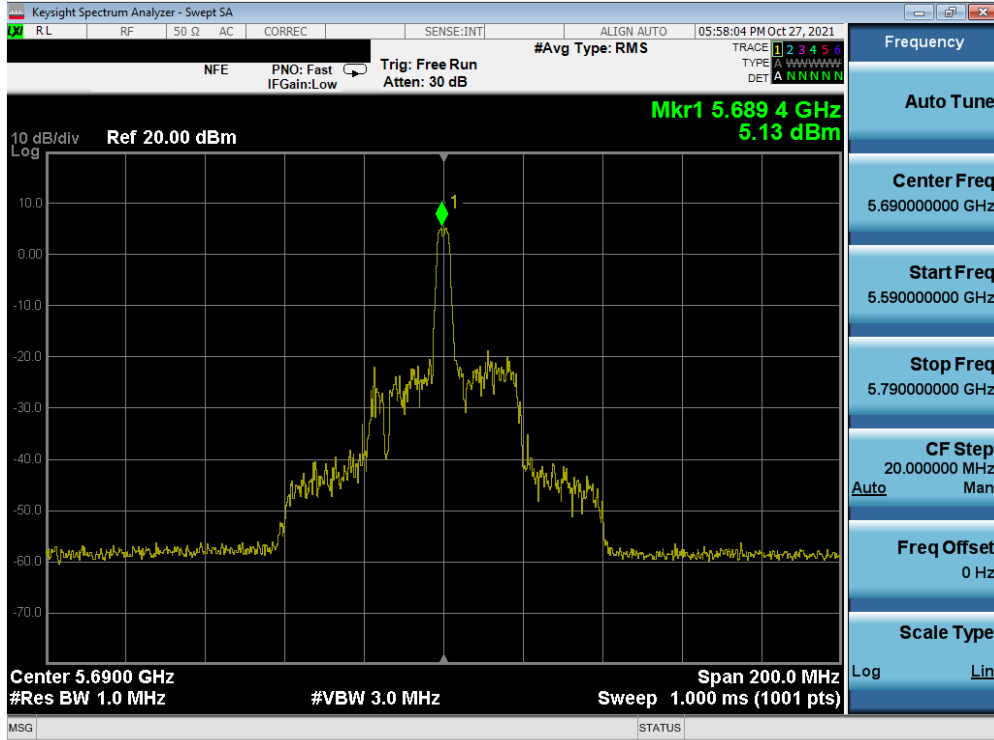 Keysight Spectrum Analyzer - Swept SA
LXI RL RF 50 Ω AC CORREC SENSE:INT ALIGN AUTO 05:58:04 PM Oct 27, 2021
NFE PNO: Fast IFGain:Low Trig: Free Run Atten: 30 dB #Avg Type: RMS
TRACE 1 2 3 4 5 6
TYPE A WWWWW
DET A N N N N N
Mkr1 5.689 4 GHz
5.13 dBm
10 dB/div Ref 20.00 dBm
Log
1
10.0
0.00
-10.0
-20.0
-30.0
-40.0
-50.0
-60.0
-70.0
Center 5.6900 GHz Span 200.0 MHz
#Res BW 1.0 MHz #VBW 3.0 MHz Sweep 1.000 ms (1001 pts)
MSG STATUS
Frequency
Auto Tune
Center Freq
5.690000000 GHz
Start Freq
5.590000000 GHz
Stop Freq
5.790000000 GHz
CF Step
20.000000 MHz
Auto Man
Freq Offset
0 Hz
Scale Type
Log Lin